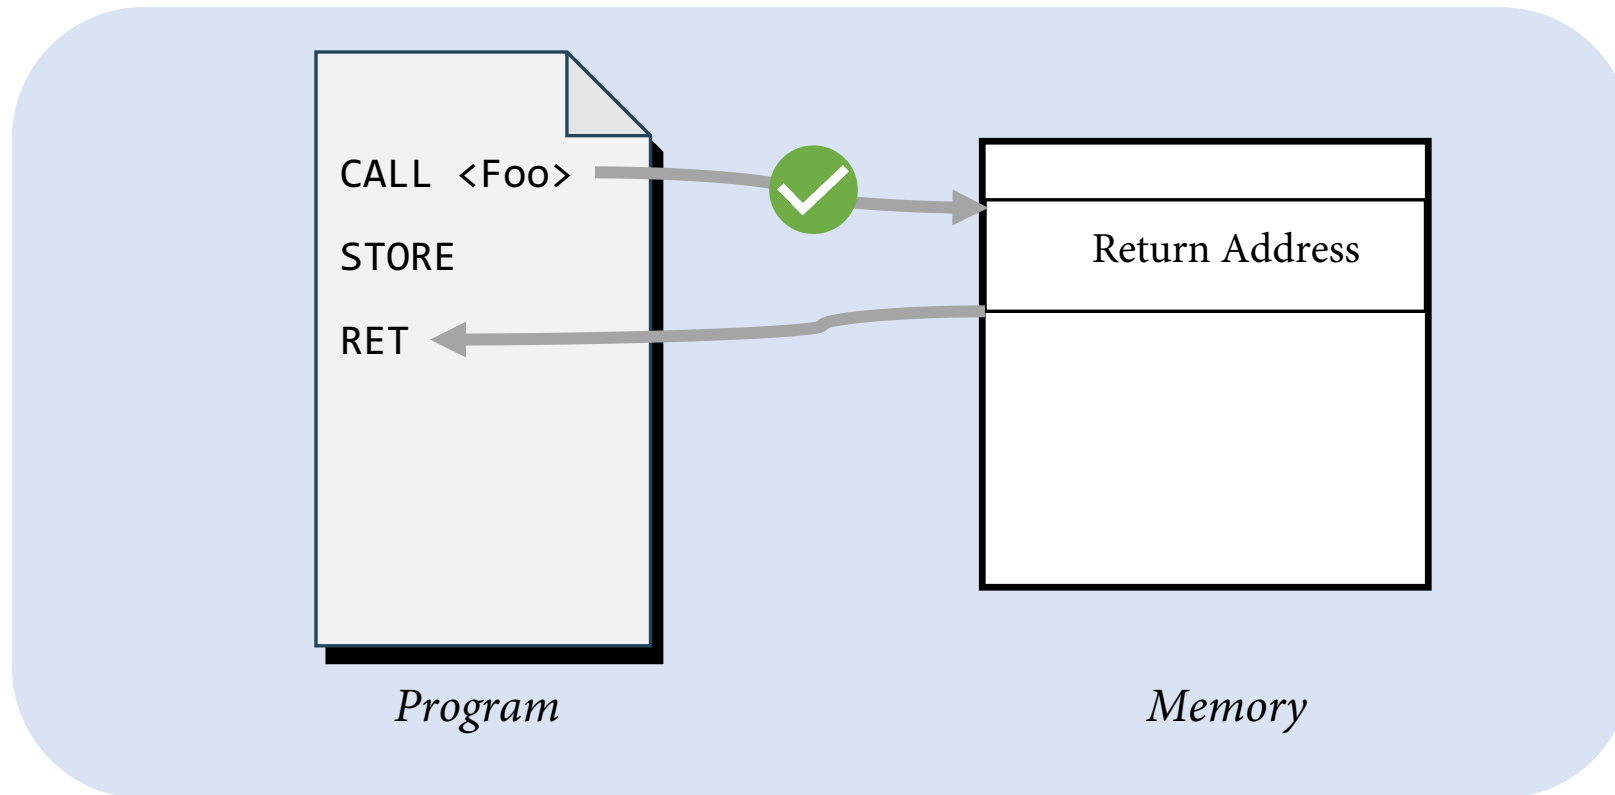 CALL <Foo>
STORE
RET
Return Address
Program
Memory